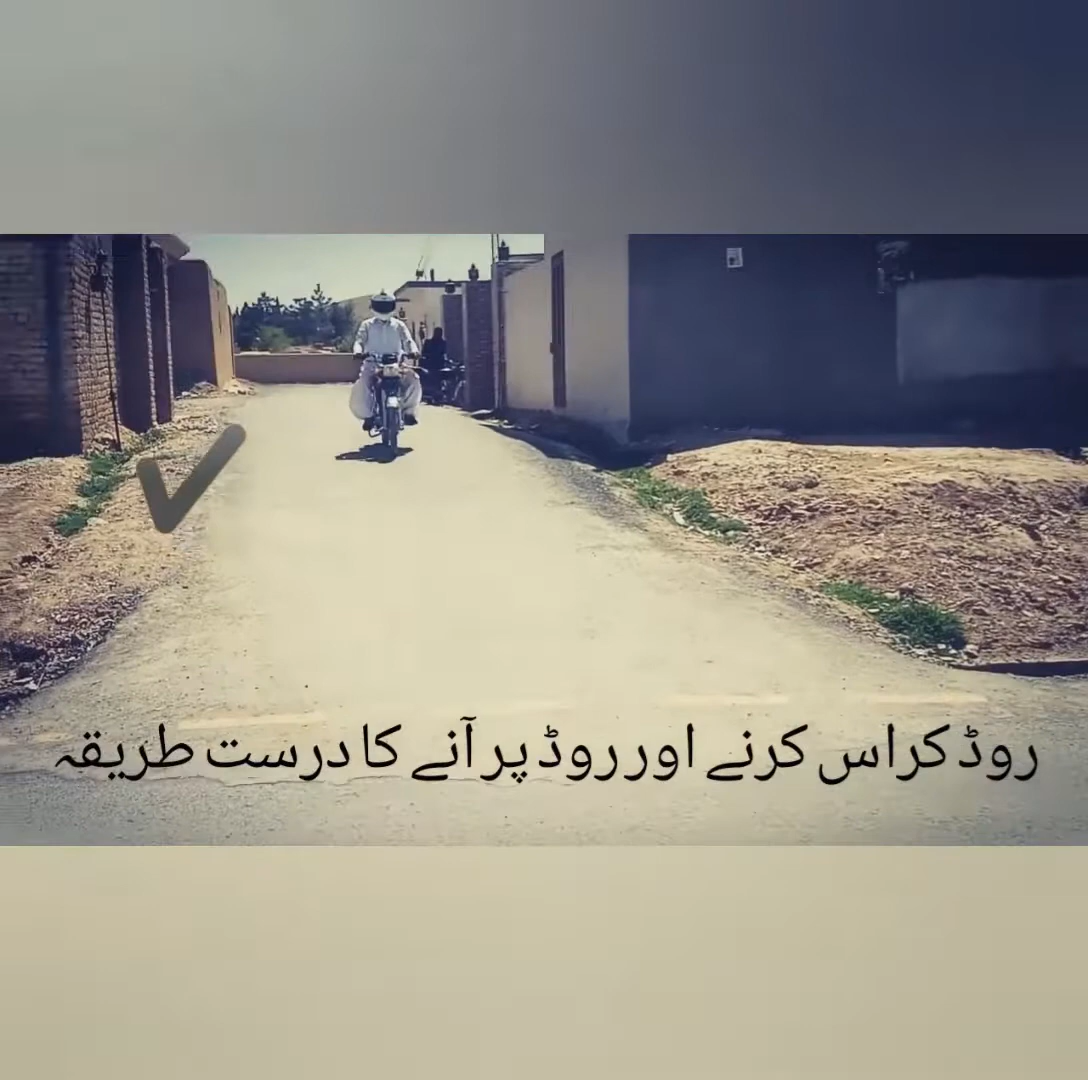 روڈ کراس کرنے اور روڈ پر آنے کا درست طریقہ